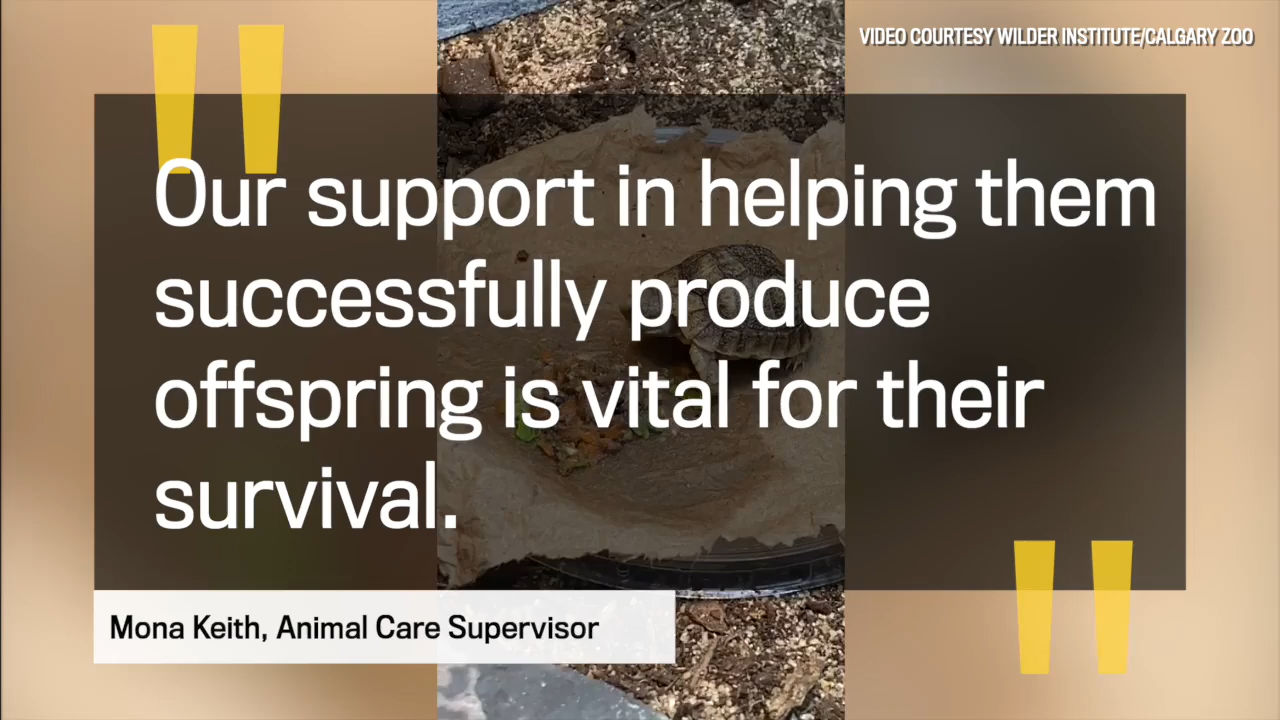 VIDEO COURTESY WILDER INSTITUTE/CALGARY ZOO
"Our support in helping them
successfully produce
offspring is vital for their
survival."
Mona Keith, Animal Care Supervisor